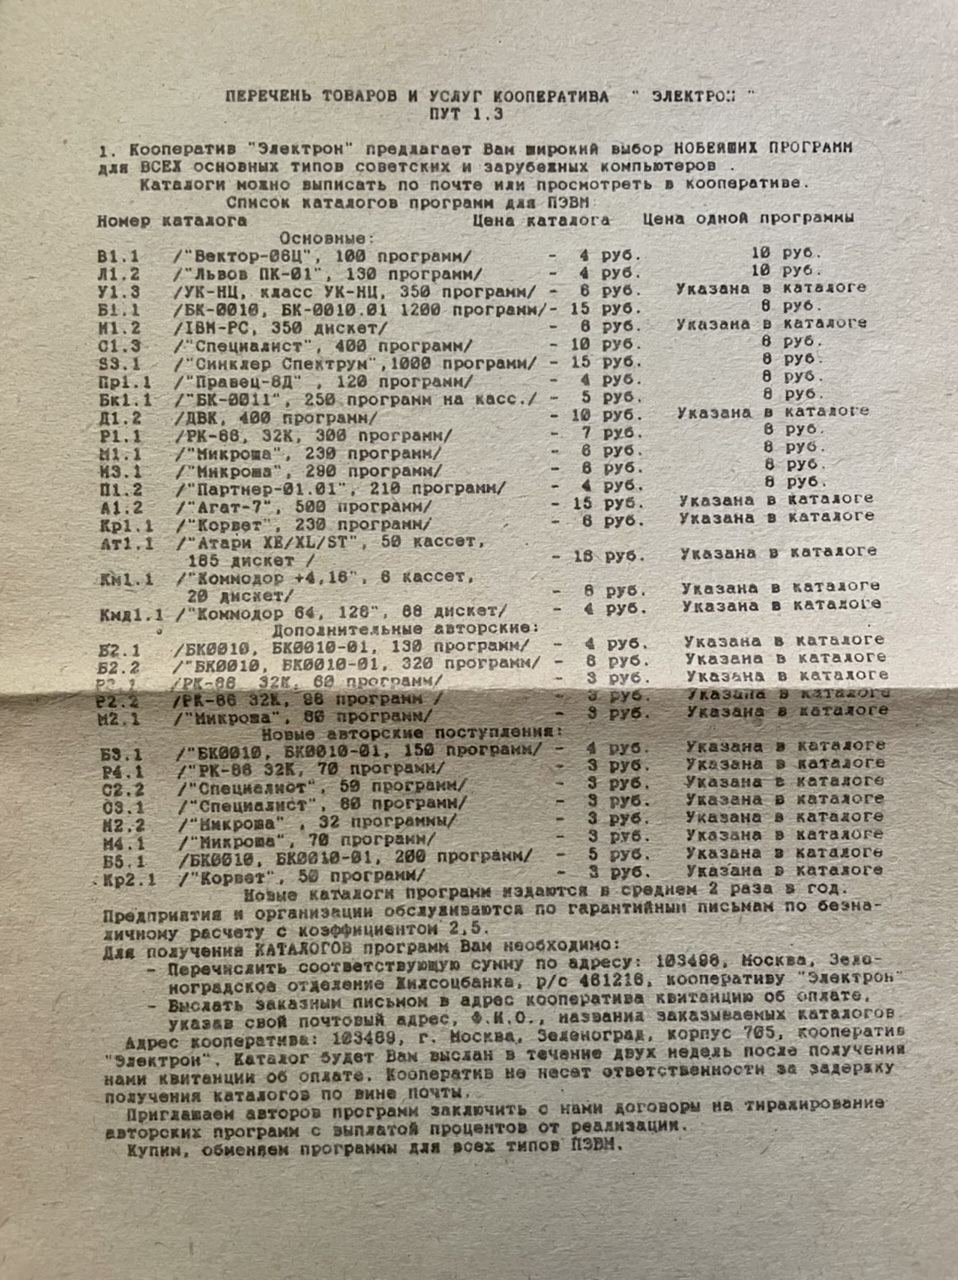 ПЕРЕЧЕНЬ ТОВАРОВ И УСЛУГ КООПЕРАТИВА " ЭЛЕКТРОН "
ПУТ 1.3
1. Кооператив "Электрон" предлагает Вам широкий выбор НОВЕЙШИХ ПРОГРАММ
для ВСЕХ основных типов советских и зарубежных компьютеров .
Каталоги можно выписать по почте или просмотреть в кооперативе.
Список каталогов программ для ПЭВМ
Номер каталога Цена каталога Цена одной программы
Основные:
В1.1 /"Вектор-06Ц", 100 программ/ - 4 руб. 10 руб.
Л1.2 /"Львов ПК-01", 130 программ/ - 4 руб. 10 руб.
У1.3 /УК-НЦ, класс УК-НЦ, 350 программ/ - 6 руб. Указана в каталоге
Б1.1 /БК-0010, БК-0010.01 1200 программ/- 15 руб. 8 руб.
И1.2 /IBM-PC, 350 дискет/ - 6 руб. Указана в каталоге
С1.3 /"Специалист", 400 программ/ - 10 руб. 8 руб.
S3.1 /"Синклер Спектрум",1000 программ/ - 15 руб. 8 руб.
Пр1.1 /"Правец-8Д" , 120 программ/ - 4 руб. 8 руб.
Бк1.1 /"БК-0011", 250 программ на касс./ - 5 руб. 8 руб.
Д1.2 /ДВК, 400 программ/ - 10 руб. Указана в каталоге
Р1.1 /РК-86, 32К, 300 программ/ - 7 руб. 8 руб.
М1.1 /"Микроша", 230 программ/ - 6 руб. 8 руб.
М3.1 /"Микроша", 290 программ/ - 6 руб. 8 руб.
П1.2 /"Партнер-01.01", 210 программ/ - 4 руб. 8 руб.
А1.2 /"Агат-7", 500 программ/ - 15 руб. Указана в каталоге
Кр1.1 /"Корвет", 230 программ/ - 6 руб. Указана в каталоге
Ат1.1 /"Атари XE/XL/ST", 50 кассет,
165 дискет / - 18 руб. Указана в каталоге
Км1.1 /"Коммодор +4,16", 6 кассет,
20 дискет/ - 6 руб. Указана в каталоге
Кмд1.1 /"Коммодор 64, 128", 68 дискет/ - 4 руб. Указана в каталоге
Дополнительные авторские:
Б2.1 /БК0010, БК0010-01, 130 программ/ - 4 руб. Указана в каталоге
Б2.2 /"БК0010, БК0010-01, 320 программ/ - 6 руб. Указана в каталоге
/РК-86 32К, 60 программ/ - 3 руб. Указана в каталоге
Р2.2 /РК-86 32К, 96 программ / - 3 руб. Указана в каталоге
М2.1 /"Микроша", 60 программ/ - 3 руб. Указана в каталоге
Новые авторские поступления:
Б3.1 /"БК0010, БК0010-01, 150 программ/ - 4 руб. Указана в каталоге
Р4.1 /"РК-86 32К, 70 программ/ - 3 руб. Указана в каталоге
С2.2 /"Специалист", 50 программ/ - 3 руб. Указана в каталоге
С3.1 /"Специалист", 60 программ/ - 3 руб. Указана в каталоге
М2.2 /"Микроша" , 32 программы/ - 3 руб. Указана в каталоге
М4.1 /"Микроша", 70 программ/ - 3 руб. Указана в каталоге
Б5.1 /БК0010, БК0010-01, 200 программ/ - 5 руб. Указана в каталоге
Кр2.1 /"Корвет", 50 программ/ - 3 руб. Указана в каталоге
Новые каталоги программ издаются в среднем 2 раза в год.
Предприятия и организации обслуживаются по гарантийным письмам по безна-
личному расчету с коэффициентом 2,5.
Для получения КАТАЛОГОВ программ Вам необходимо:
- Перечислить соответствующую сумму по адресу: 103498, Москва, Зеле-
ноградское отделение Жилсоцбанка, р/с 461216, кооперативу "Электрон"
- Выслать заказным письмом в адрес кооператива квитанцию об оплате,
указав свой почтовый адрес, Ф.И.О., названия заказываемых каталогов.
Адрес кооператива: 103489, г. Москва, Зеленоград, корпус 705, кооператив
"Электрон". Каталог будет Вам выслан в течение двух недель после получения
нами квитанции об оплате. Кооператив не несет ответственности за задержку
получения каталогов по вине почты.
Приглашаем авторов программ заключить с нами договоры на тиражирование
авторских программ с выплатой процентов от реализации.
Купим, обменяем программы для всех типов ПЭВМ.